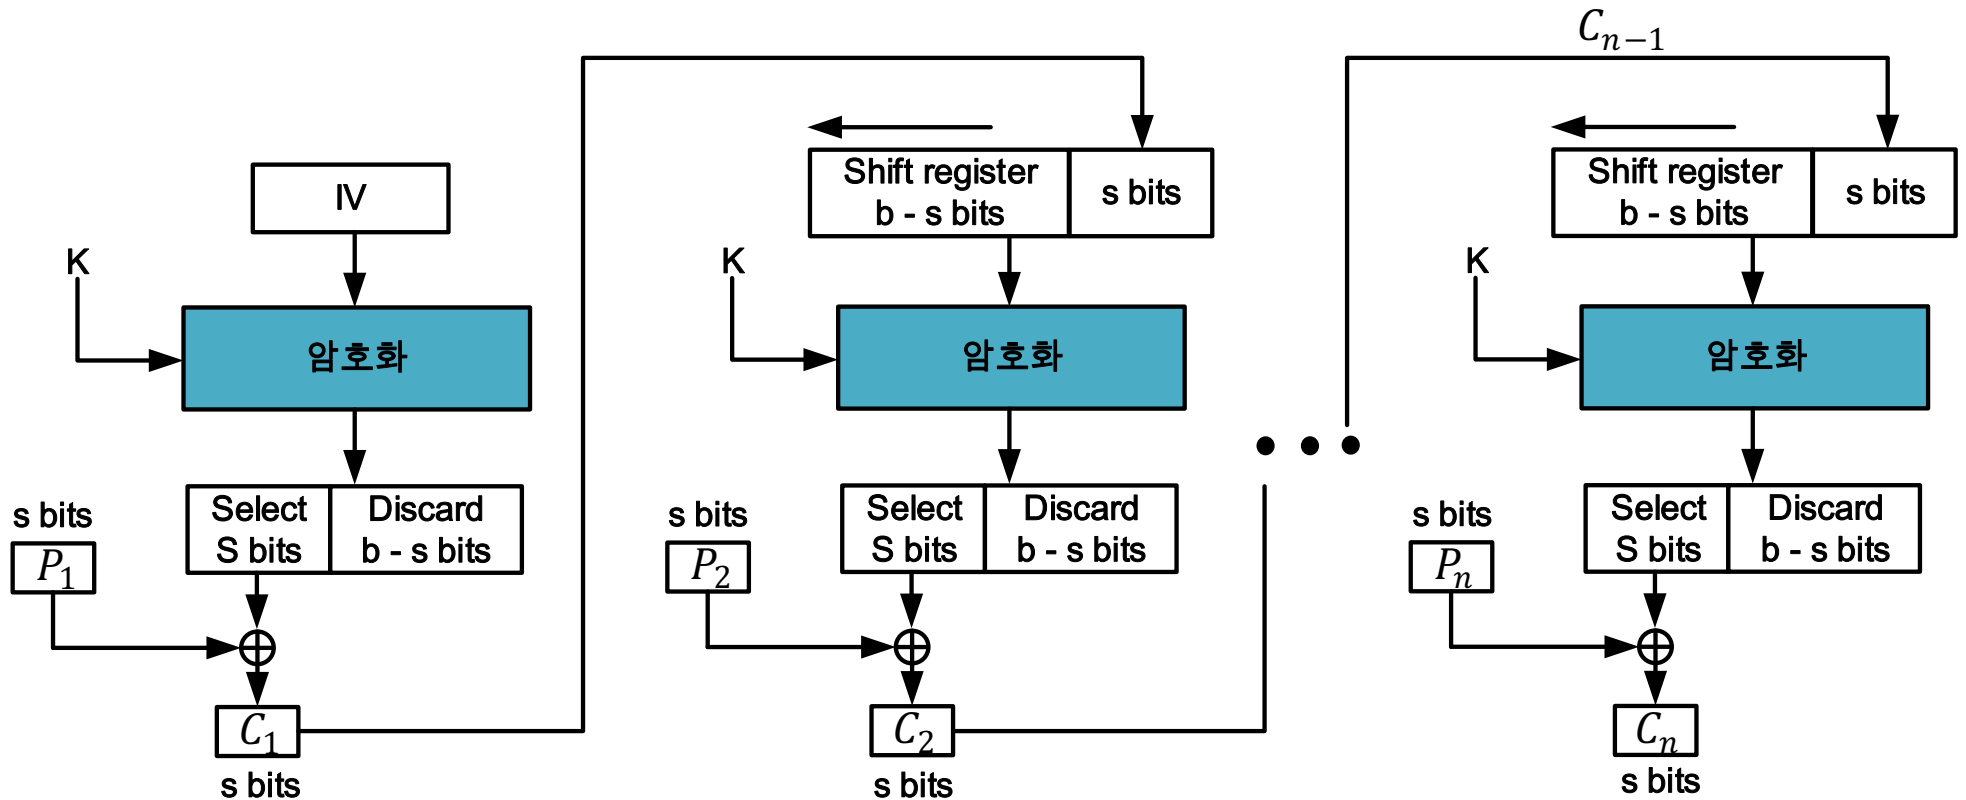 C_{n-1}
IV
K
암호화
Select
S bits
Discard
b - s bits
s bits
P_1
C_1
s bits
Shift register
b - s bits
s bits
K
암호화
Select
S bits
Discard
b - s bits
s bits
P_2
C_2
s bits
Shift register
b - s bits
s bits
K
암호화
Select
S bits
Discard
b - s bits
s bits
P_n
C_n
s bits